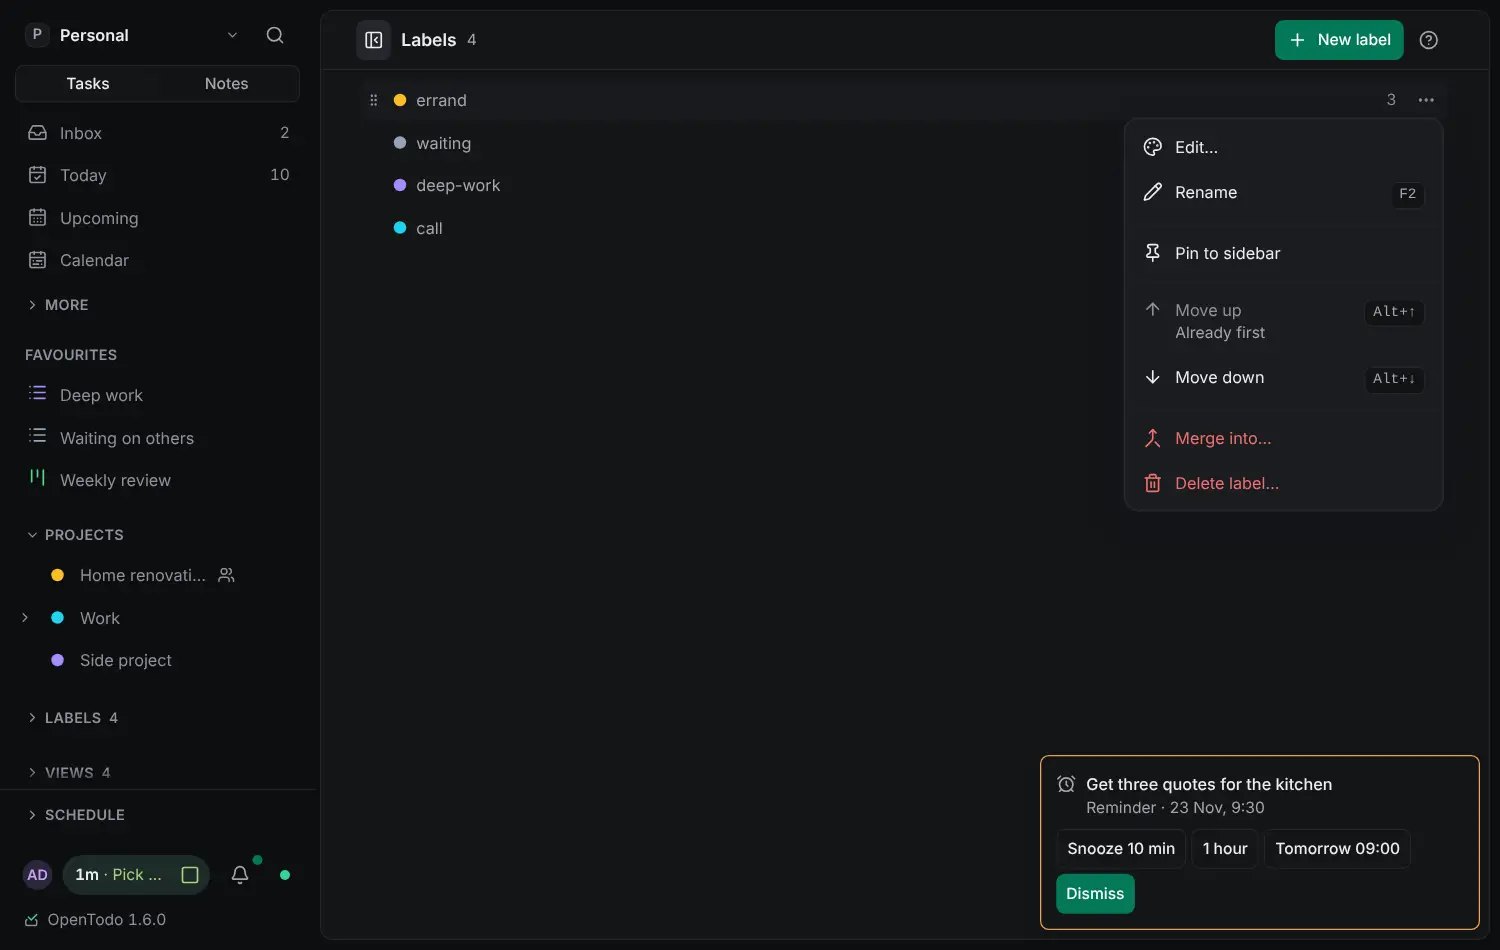 P Personal
Tasks Notes
Inbox 2
Today 10
Upcoming
Calendar
MORE
FAVOURITES
Deep work
Waiting on others
Weekly review
PROJECTS
Home renovati...
Work
Side project
LABELS 4
VIEWS 4
SCHEDULE
AD 1m · Pick ...
OpenTodo 1.6.0
Labels 4
New label
errand 3
waiting
deep-work
call
Edit...
Rename F2
Pin to sidebar
Move up Alt+↑
Already first
Move down Alt+↓
Merge into...
Delete label...
Get three quotes for the kitchen
Reminder · 23 Nov, 9:30
Snooze 10 min 1 hour Tomorrow 09:00
Dismiss